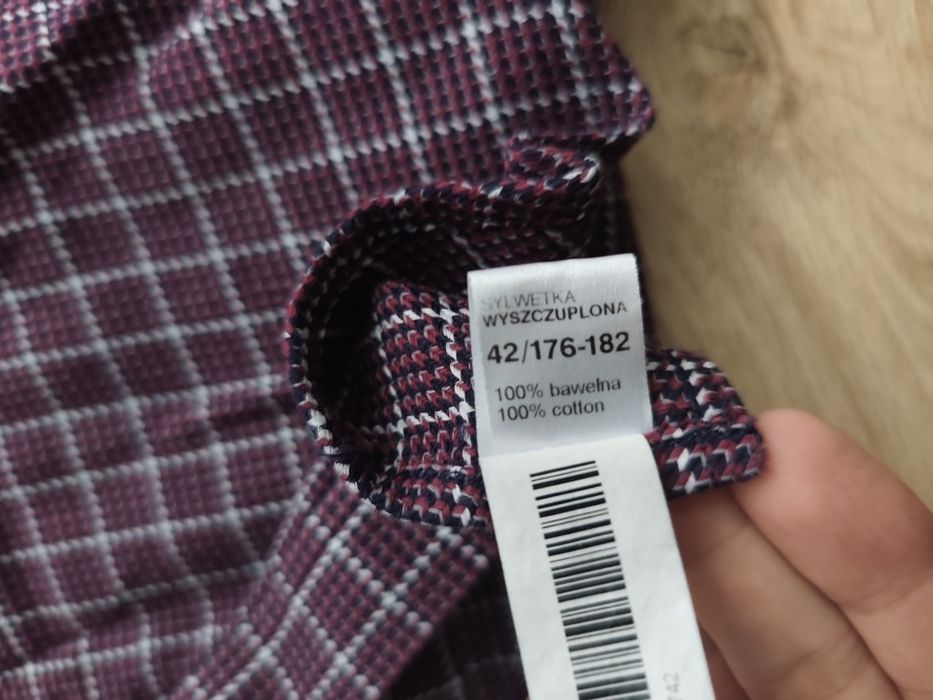 SYLWETKA
WYSZCZUPLONA
42/176-182
100% bawełna
100% cotton